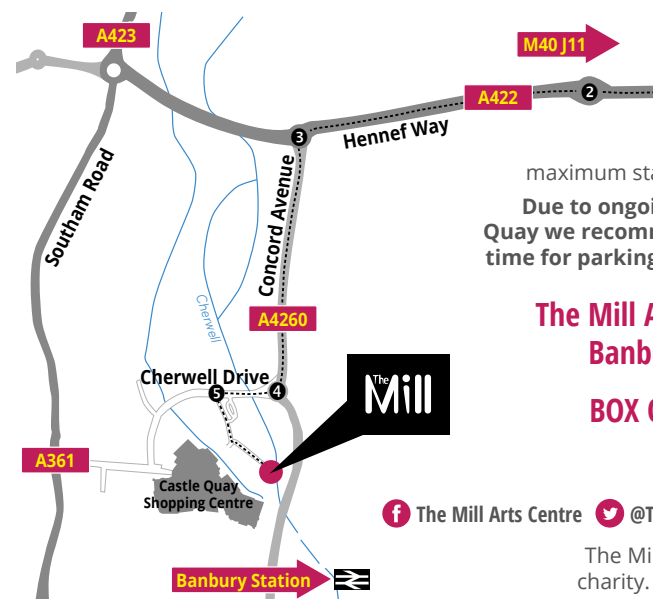 A423
M40 J11
A422
2
3
Hennef Way
Southam Road
Concord Avenue
maximum sta
Due to ongoi
Quay we recomm
time for parking
Cherwell
A4260
The Mill A
Banb
Cherwell Drive
4
5
The Mill
BOX
A361
Castle Quay
Shopping Centre
The Mill Arts Centre @T
The Mi
charity.
Banbury Station